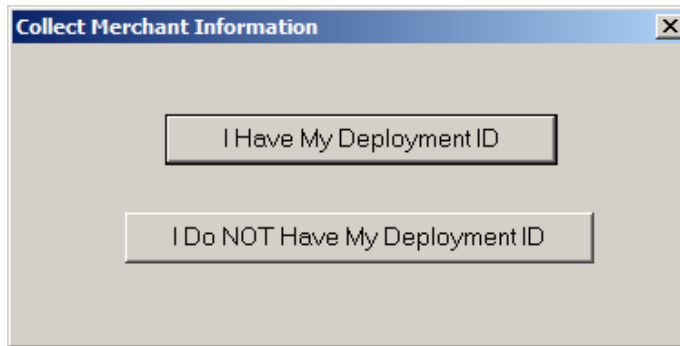 Collect Merchant Information
I Have My Deployment ID
I Do NOT Have My Deployment ID